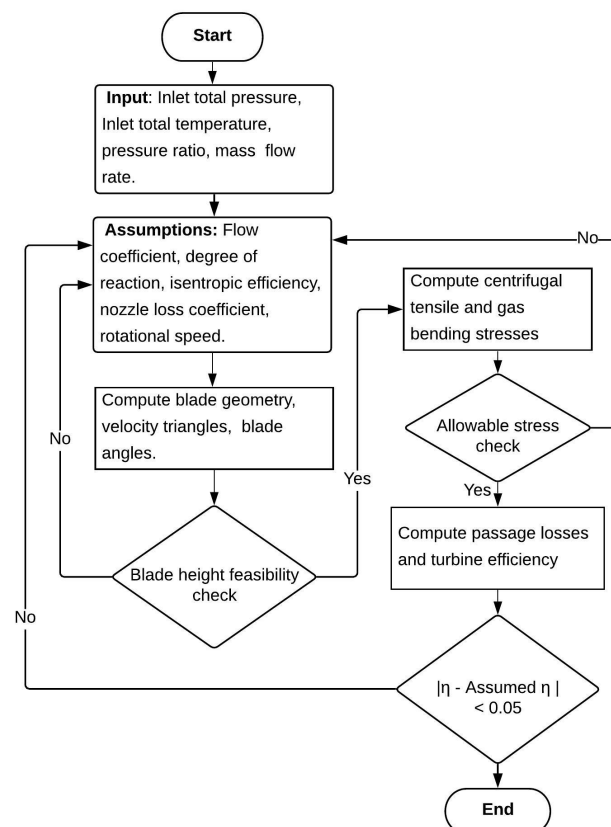 Start
Input: Inlet total pressure,
Inlet total temperature,
pressure ratio, mass flow
rate.
Assumptions: Flow
coefficient, degree of
reaction, isentropic efficiency,
nozzle loss coefficient,
rotational speed.
Compute blade geometry,
velocity triangles, blade
angles.
No
Blade height feasibility
check
Yes
Compute centrifugal
tensile and gas
bending stresses
Allowable stress
check
No
Yes
Compute passage losses
and turbine efficiency
|η - Assumed η |
< 0.05
No
End